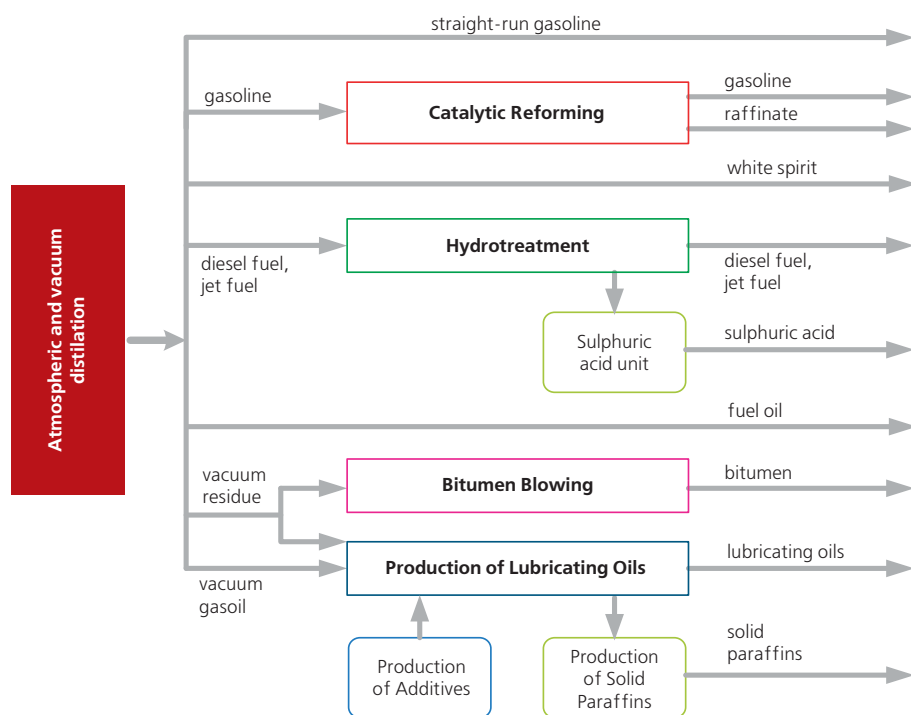 straight-run gasoline
gasoline
Catalytic Reforming
gasoline
raffinate
white spirit
Atmospheric and vacuum
distilation
diesel fuel,
jet fuel
Hydrotreatment
diesel fuel,
jet fuel
Sulphuric
acid unit
sulphuric acid
fuel oil
vacuum
residue
Bitumen Blowing
bitumen
Production of Lubricating Oils
lubricating oils
vacuum
gasoil
Production
of Additives
Production
of Solid
Paraffins
solid
paraffins